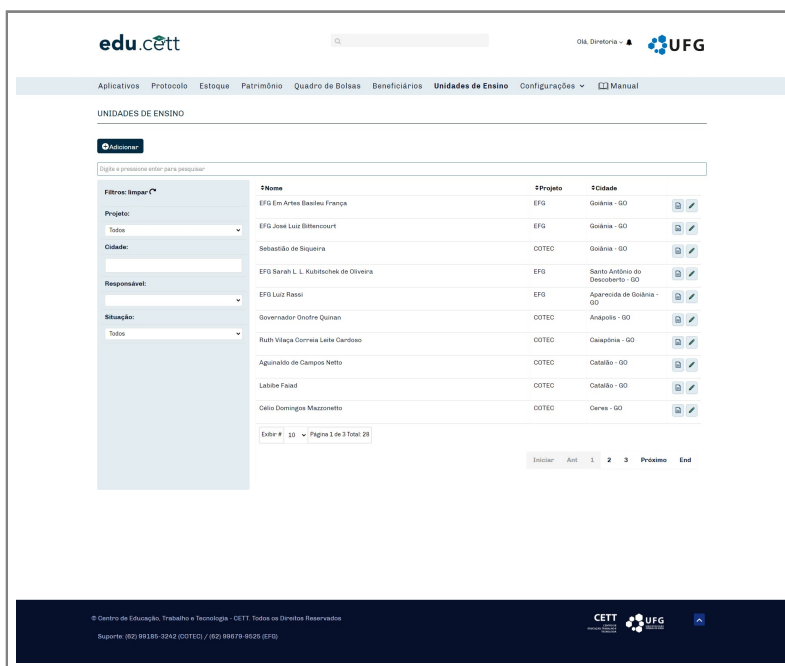 edu.cett
Olá, Diretoria
UFG
Aplicativos Protocolo Estoque Patrimônio Quadro de Bolsas Beneficiários Unidades de Ensino Configurações Manual
UNIDADES DE ENSINO
Adicionar
Digite e pressione enter para pesquisar
Filtros: limpar
Projeto:
Todos
Cidade:
Responsável:
Situação:
Todos
Nome Projeto Cidade
EFG Em Artes Basileu França EFG Goiânia - GO
EFG José Luiz Bittencourt EFG Goiânia - GO
Sebastião de Siqueira COTEC Goiânia - GO
EFG Sarah L. L. Kubitschek de Oliveira EFG Santo Antônio do
Descoberto - GO
EFG Luiz Rassi EFG Aparecida de Goiânia -
GO
Governador Onofre Quinan COTEC Anápolis - GO
Ruth Vilaça Correia Leite Cardoso COTEC Caiapônia - GO
Aguinaldo de Campos Netto COTEC Catalão - GO
Labibe Faiad COTEC Catalão - GO
Célio Domingos Mazzonetto COTEC Ceres - GO
Exibir # 10 Página 1 de 3 Total: 28
Iniciar Ant 1 2 3 Próximo End
© Centro de Educação, Trabalho e Tecnologia - CETT. Todos os Direitos Reservados
Suporte: (62) 99185-3242 (COTEC) / (62) 99679-9525 (EFG)
CETT
UFG